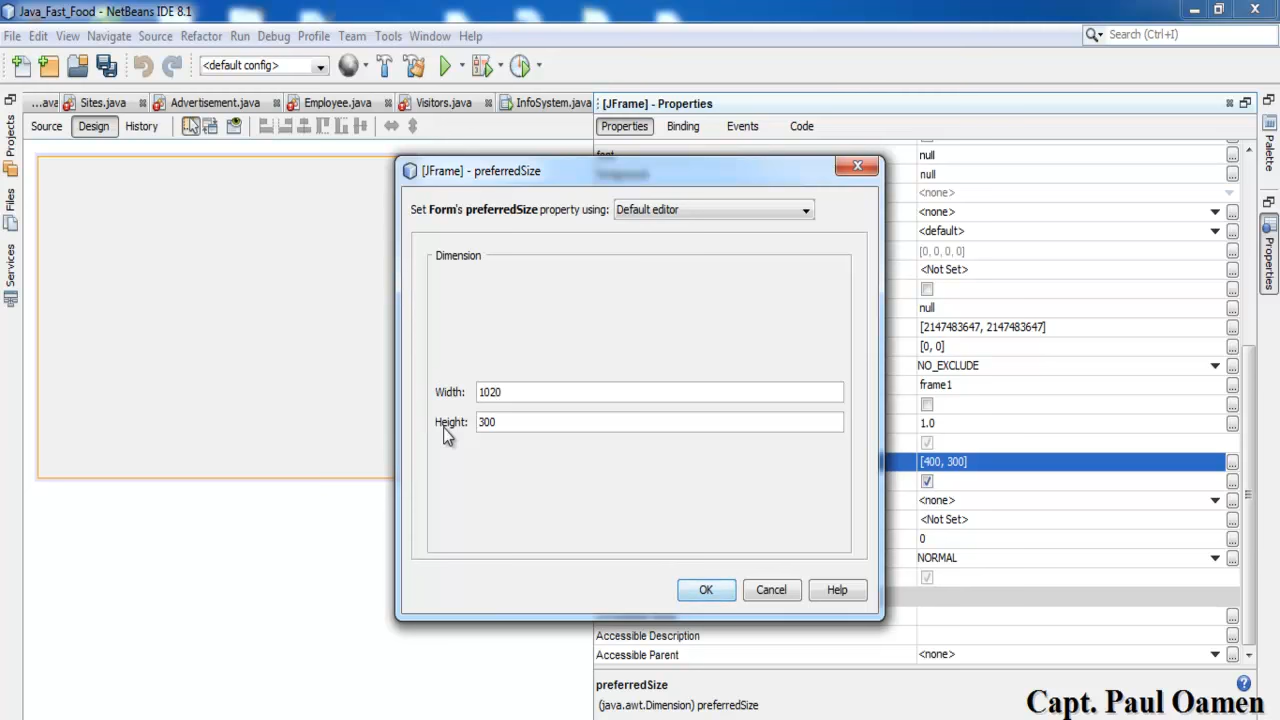 Java_Fast_Food - NetBeans IDE 8.1
File Edit View Navigate Source Refactor Run Debug Profile Team Tools Window Help
Search (Ctrl+I)
<default config>
...ava Sites.java Advertisement.java Employee.java Visitors.java InfoSystem.java
[JFrame] - Properties
Source Design History
Properties Binding Events Code
Projects
Files
Services
Palette
Properties
[JFrame] - preferredSize
Set Form's preferredSize property using: Default editor
Dimension
Width: 1020
Height: 300
OK Cancel Help
null
null
<none>
<none>
<default>
[0, 0, 0, 0]
<Not Set>
null
[2147483647, 2147483647]
[0, 0]
NO_EXCLUDE
frame1
1.0
[400, 300]
<none>
<Not Set>
0
NORMAL
Accessible Description
Accessible Parent <none>
preferredSize
(java.awt.Dimension) preferredSize
Capt. Paul Oamen